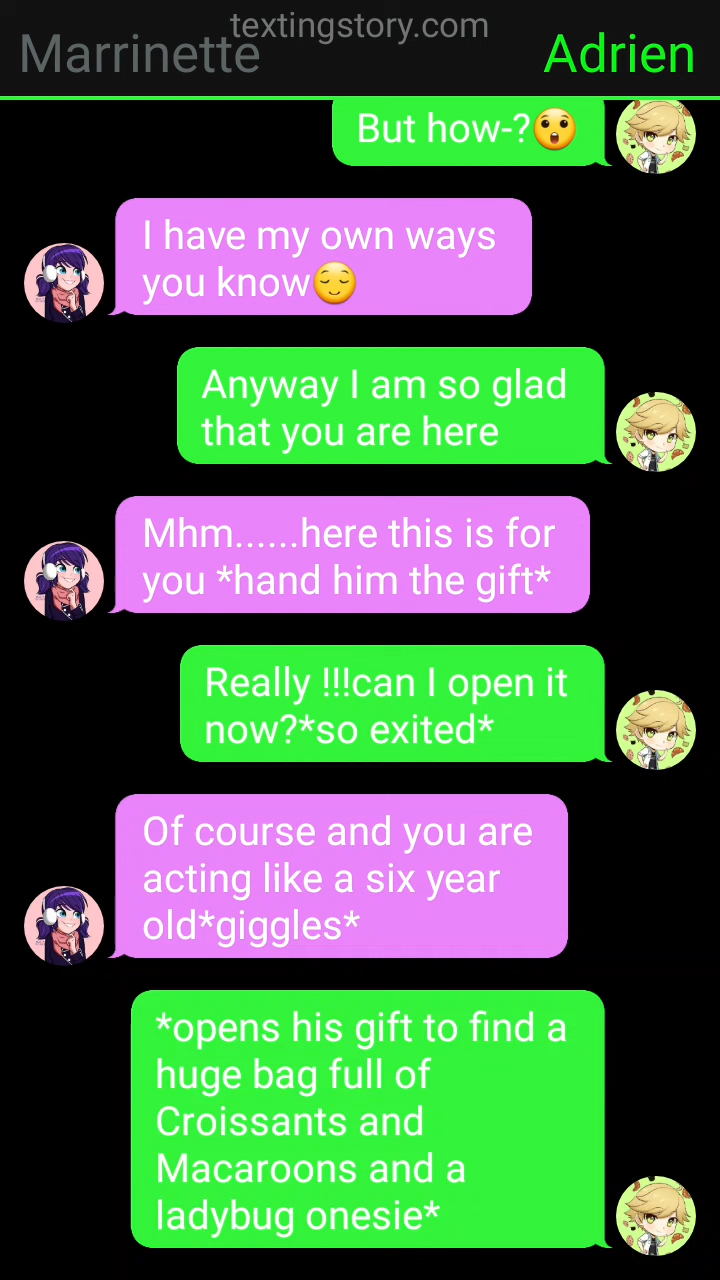 textingstory.com
Marrinette
Adrien
But how-?😮
I have my own ways
you know😌
Anyway I am so glad
that you are here
Mhm......here this is for
you *hand him the gift*
Really !!!can I open it
now?*so exited*
Of course and you are
acting like a six year
old*giggles*
*opens his gift to find a
huge bag full of
Croissants and
Macaroons and a
ladybug onesie*